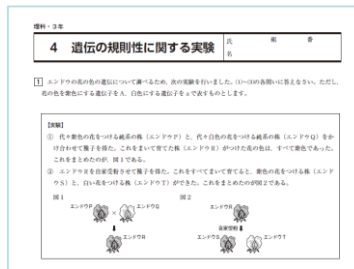 理科-3年
4 遺伝の規則性に関する実験
氏名 組 番
1 エンドウの花の色の遺伝について調べるため、次の実験を行いました。(1)~(3)の各問いに答えなさい。ただし、
花の色を紫色にする遺伝子をA、白色にする遺伝子をaで表すものとします。
【実験】
① 代々紫色の花をつける純系の株(エンドウP)と、代々白色の花をつける純系の株(エンドウQ)をか
け合わせて種子を得た。これをまいて育てた株(エンドウR)がつけた花の色は、すべて紫色であった。
これをまとめたのが、図1である。
② エンドウRを自家受粉させて種子を得た。これをすべてまいて育てると、紫色の花をつける株(エンド
ウS)と、白い花をつける株(エンドウT)ができた。これをまとめたのが図2である。
図1 図2
エンドウP × エンドウQ エンドウR
自家受粉
エンドウR エンドウS エンドウT